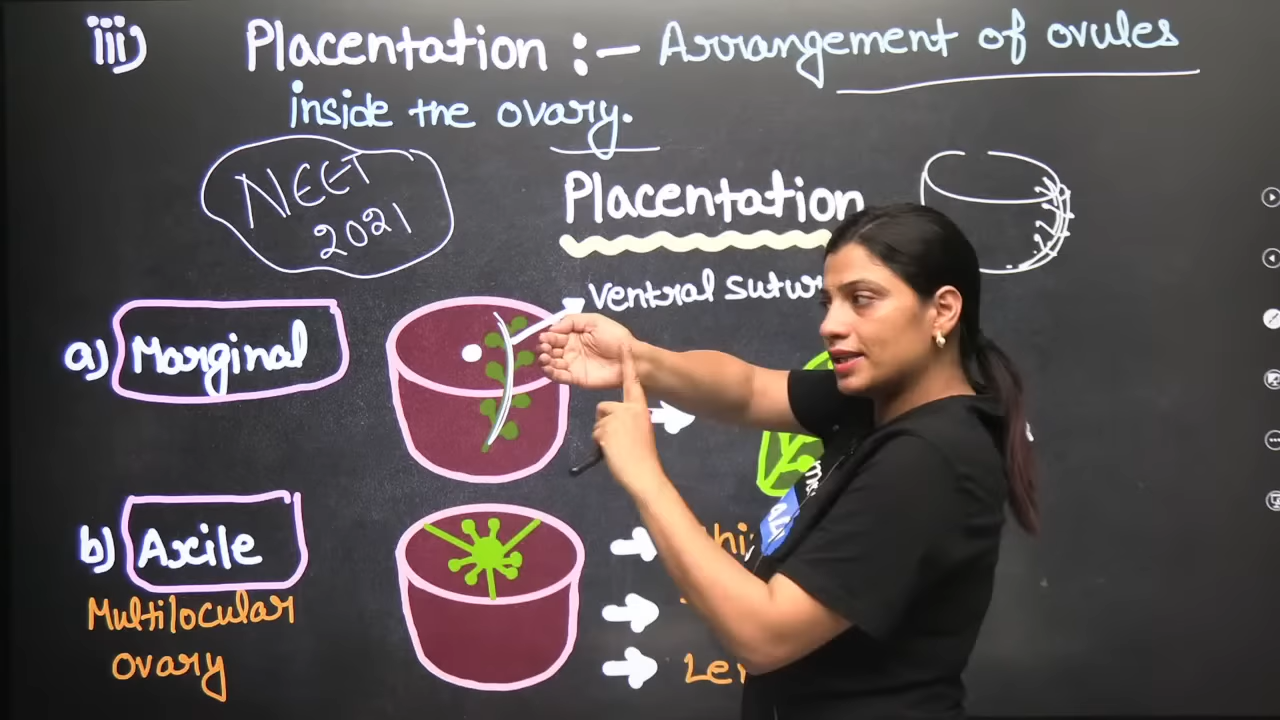 iii) Placentation :- Arrangement of ovules
inside the ovary.
NEET
2021
Placentation
Ventral sutur
a) Marginal
b) Axile
Multilocular
ovary